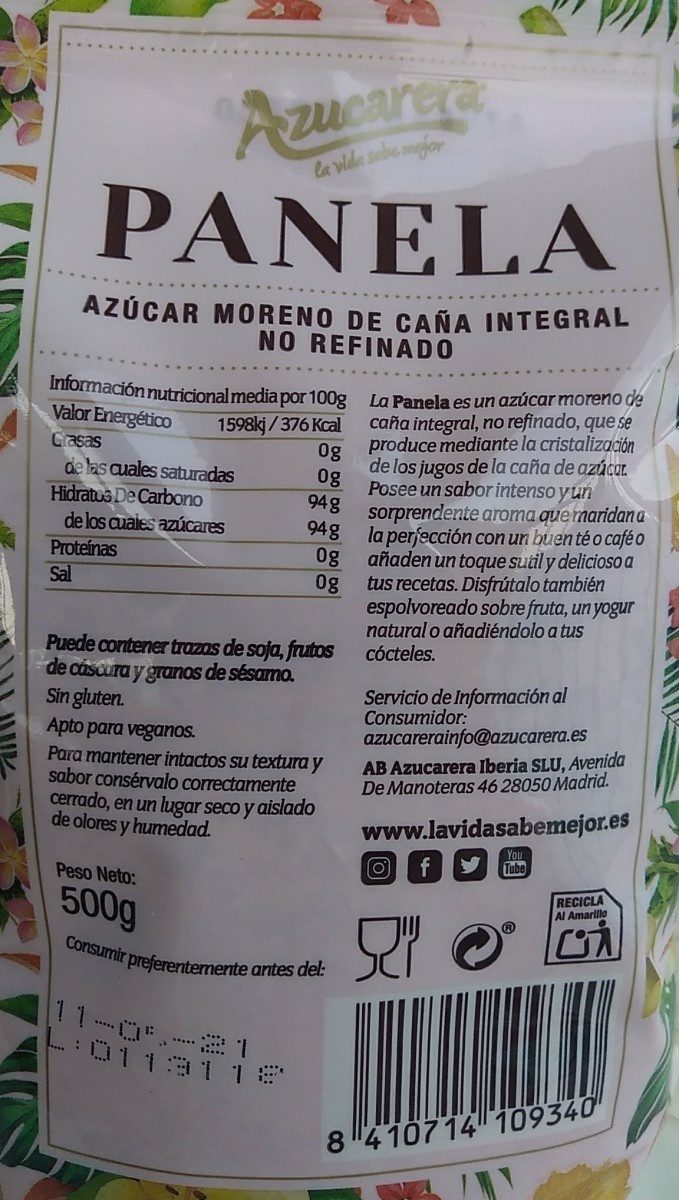 Azucarera
la vida sabe mejor
PANELA
AZÚCAR MORENO DE CAÑA INTEGRAL
NO REFINADO
Información nutricional media por 100g
Valor Energético 1598kj / 376 Kcal
Grasas 0g
de las cuales saturadas 0g
Hidratos De Carbono 94g
de los cuales azúcares 94g
Proteínas 0g
Sal 0g
Puede contener trazas de soja, frutos
de cáscara y granos de sésamo.
Sin gluten.
Apto para veganos.
Para mantener intactos su textura y
sabor consérvalo correctamente
cerrado, en un lugar seco y aislado
de olores y humedad.
Peso Neto:
500g
Consumir preferentemente antes del:
L:0113118
La Panela es un azúcar moreno de
caña integral, no refinado, que se
produce mediante la cristalización
de los jugos de la caña de azúcar.
Posee un sabor intenso y un
sorprendente aroma que maridan a
la perfección con un buen té o café o
añaden un toque sutil y delicioso a
tus recetas. Disfrútalo también
espolvoreado sobre fruta, un yogur
natural o añadiéndolo a tus
cócteles.
Servicio de Información al
Consumidor:
azucarerainfo@azucarera.es
AB Azucarera Iberia SLU, Avenida
De Manoteras 46 28050 Madrid.
www.lavidasabemejor.es
You
Tube
RECICLA
Al Amarillo
8 410714 109340